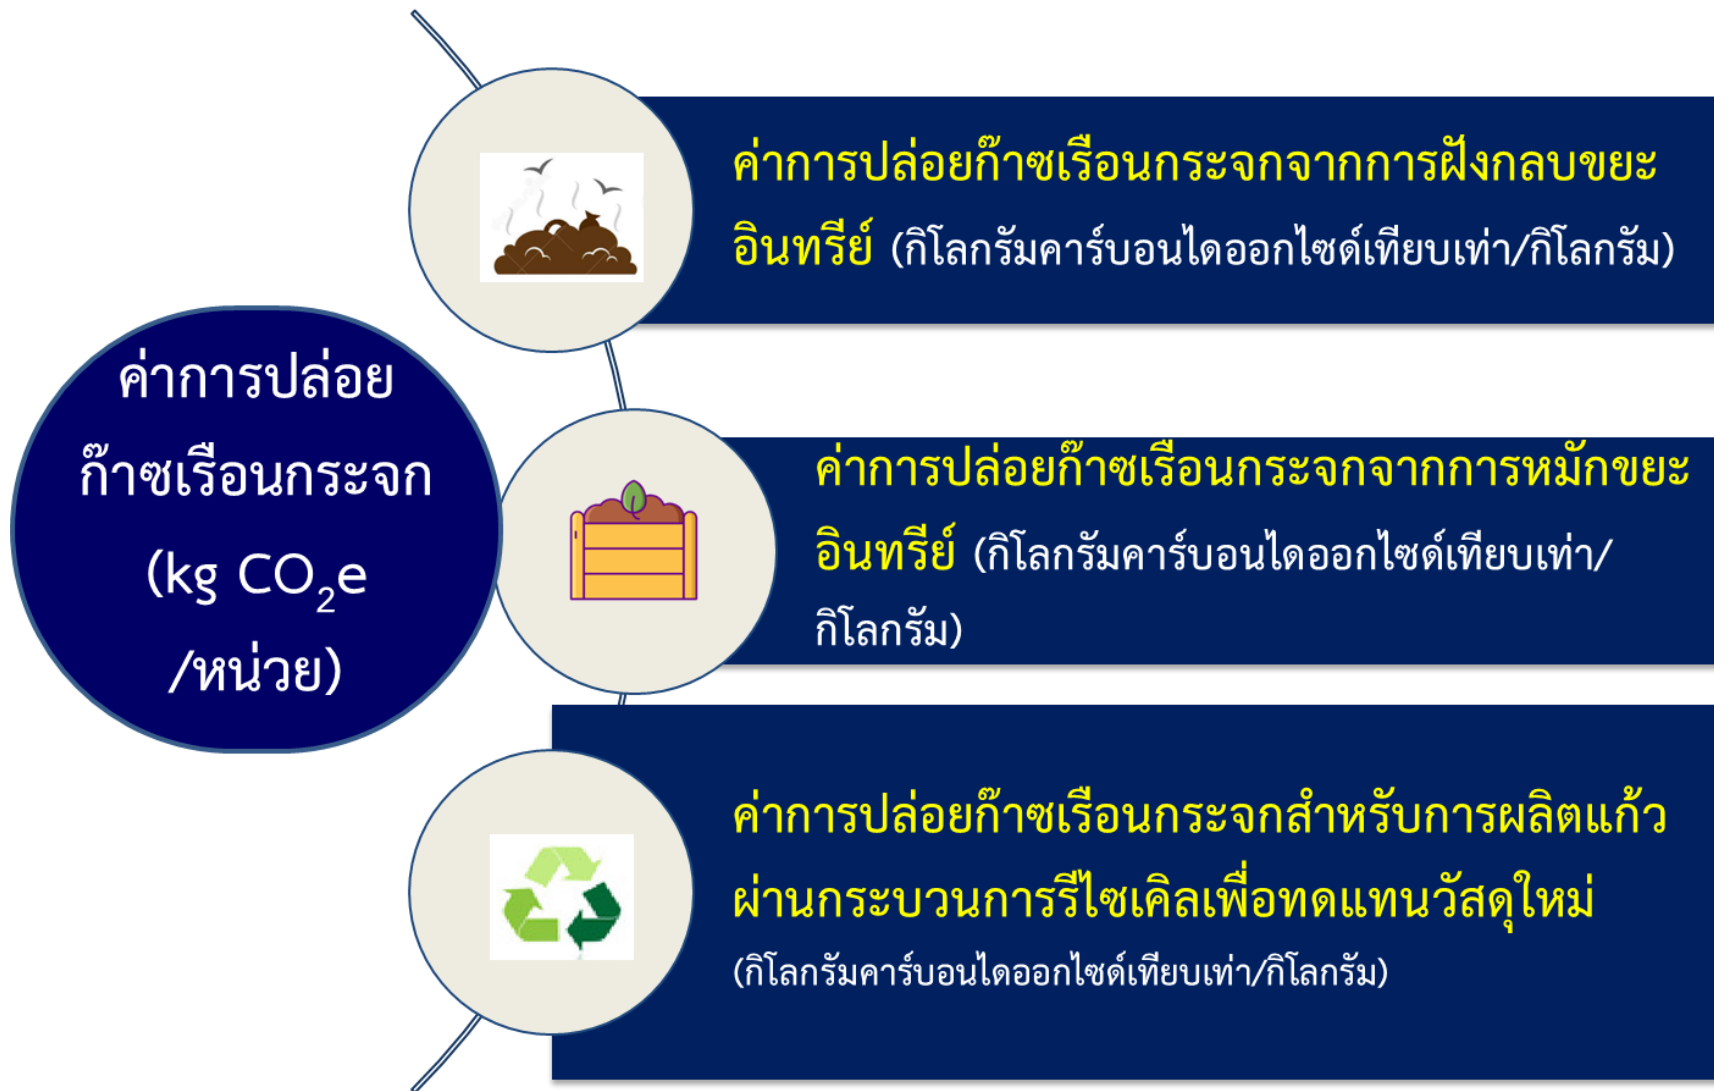 ค่าการปล่อยก๊าซเรือนกระจกจากการฝังกลบขยะ
อินทรีย์ (กิโลกรัมคาร์บอนไดออกไซด์เทียบเท่า/กิโลกรัม)
ค่าการปล่อย
ก๊าซเรือนกระจก
(kg CO₂e
/หน่วย)
ค่าการปล่อยก๊าซเรือนกระจกจากการหมักขยะ
อินทรีย์ (กิโลกรัมคาร์บอนไดออกไซด์เทียบเท่า/
กิโลกรัม)
ค่าการปล่อยก๊าซเรือนกระจกสำหรับการผลิตแก้ว
ผ่านกระบวนการรีไซเคิลเพื่อทดแทนวัสดุใหม่
(กิโลกรัมคาร์บอนไดออกไซด์เทียบเท่า/กิโลกรัม)